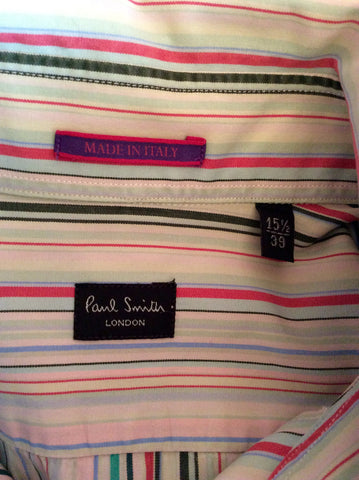 MADE IN ITALY
15½
39
Paul Smith
LONDON